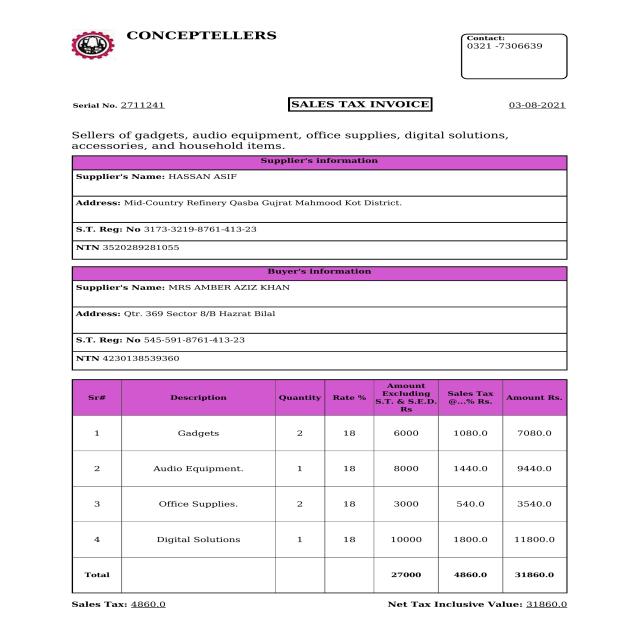 CONCEPTELLERS
Contact:
0321 -7306639
Serial No. 2711241 SALES TAX INVOICE 03-08-2021
Sellers of gadgets, audio equipment, office supplies, digital solutions,
accessories, and household items.
Supplier's information
Supplier's Name: HASSAN ASIF
Address: Mid-Country Refinery Qasba Gujrat Mahmood Kot District.
S.T. Reg: No 3173-3219-8761-413-23
NTN 3520289281055
Buyer's information
Supplier's Name: MRS AMBER AZIZ KHAN
Address: Qtr. 369 Sector 8/B Hazrat Bilal
S.T. Reg: No 545-591-8761-413-23
NTN 4230138539360
Sr# Description Quantity Rate % Amount Excluding S.T. & S.E.D. Rs Sales Tax @...% Rs. Amount Rs.
1 Gadgets 2 18 6000 1080.0 7080.0
2 Audio Equipment. 1 18 8000 1440.0 9440.0
3 Office Supplies. 2 18 3000 540.0 3540.0
4 Digital Solutions 1 18 10000 1800.0 11800.0
Total 27000 4860.0 31860.0
Sales Tax: 4860.0 Net Tax Inclusive Value: 31860.0